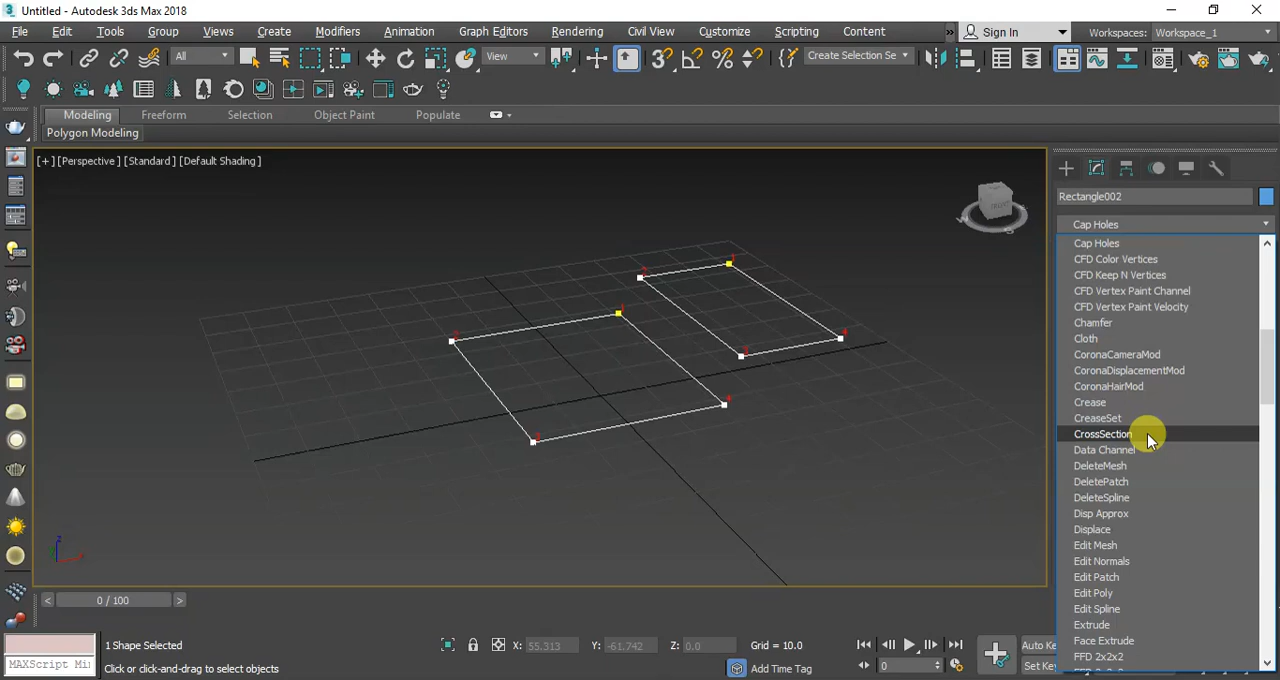 Untitled - Autodesk 3ds Max 2018
File Edit Tools Group Views Create Modifiers Animation Graph Editors Rendering Civil View Customize Scripting Content » Sign In Workspaces: Workspace_1
All View Create Selection Se
Modeling Freeform Selection Object Paint Populate
Polygon Modeling
[+] [Perspective ] [Standard ] [Default Shading ]
Rectangle002
Cap Holes
Cap Holes
CFD Color Vertices
CFD Keep N Vertices
CFD Vertex Paint Channel
CFD Vertex Paint Velocity
Chamfer
Cloth
CoronaCameraMod
CoronaDisplacementMod
CoronaHairMod
Crease
CreaseSet
CrossSection
Data Channel
DeleteMesh
DeletePatch
DeleteSpline
Disp Approx
Displace
Edit Mesh
Edit Normals
Edit Patch
Edit Poly
Edit Spline
Extrude
Face Extrude
FFD 2x2x2
< 0 / 100 >
1 Shape Selected X: 55.313 Y: -61.742 Z: 0.0 Grid = 10.0 Auto Ke
MAXScript Mi Click or click-and-drag to select objects Add Time Tag 0 Set Ke